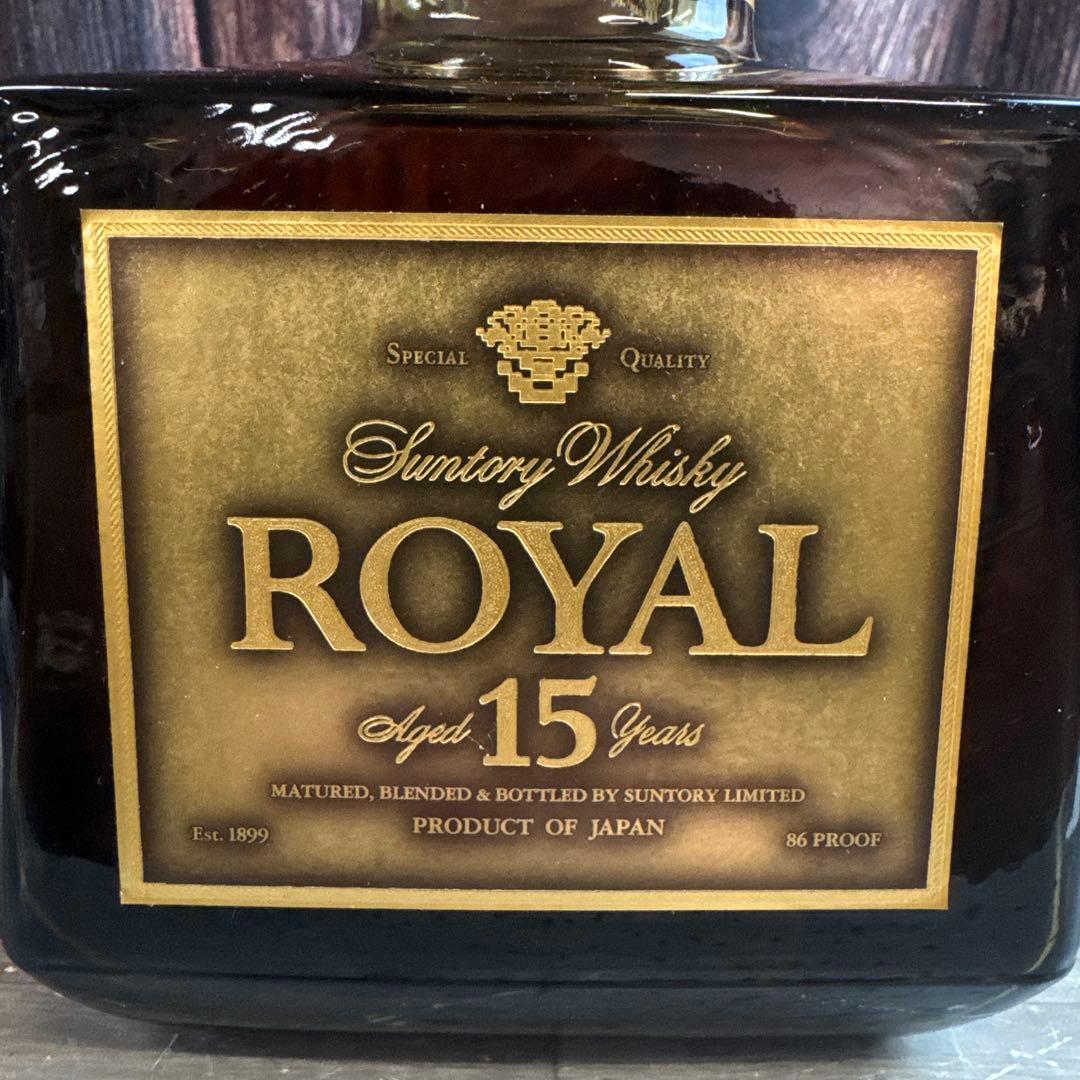 SPECIAL QUALITY
Suntory Whisky
ROYAL
Aged 15 Years
MATURED, BLENDED & BOTTLED BY SUNTORY LIMITED
Est. 1899 PRODUCT OF JAPAN 86 PROOF